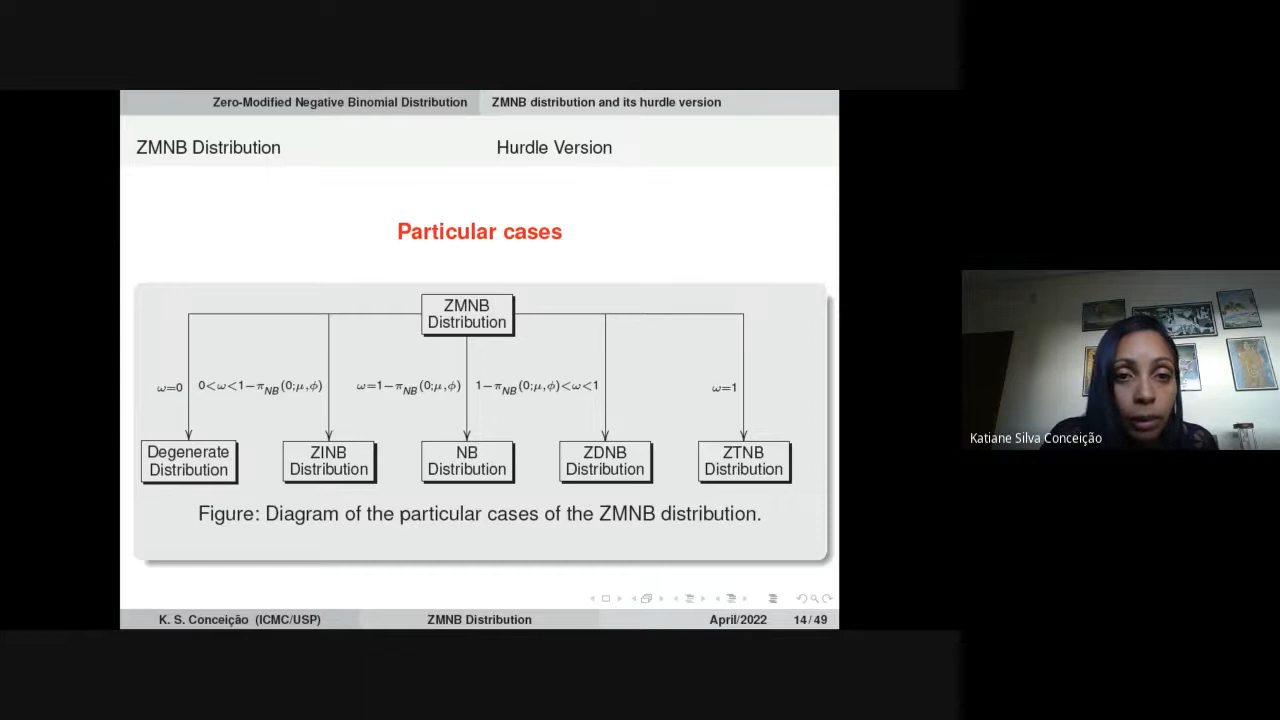 Zero-Modified Negative Binomial Distribution
ZMNB distribution and its hurdle version
ZMNB Distribution
Hurdle Version
Particular cases
ZMNB
Distribution
ω=0
0<ω<1−π_NB(0;μ,ϕ)
ω=1−π_NB(0;μ,ϕ)
1−π_NB(0;μ,ϕ)<ω<1
ω=1
Degenerate
Distribution
ZINB
Distribution
NB
Distribution
ZDNB
Distribution
ZTNB
Distribution
Figure: Diagram of the particular cases of the ZMNB distribution.
K. S. Conceição (ICMC/USP)
ZMNB Distribution
April/2022
14/49
Katiane Silva Conceição